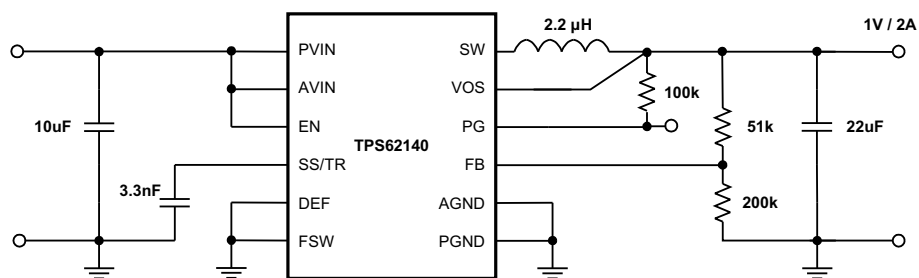 2.2 µH
1V / 2A
PVIN
SW
AVIN
VOS
100k
10uF
EN
PG
51k
22uF
TPS62140
SS/TR
FB
3.3nF
DEF
AGND
200k
FSW
PGND